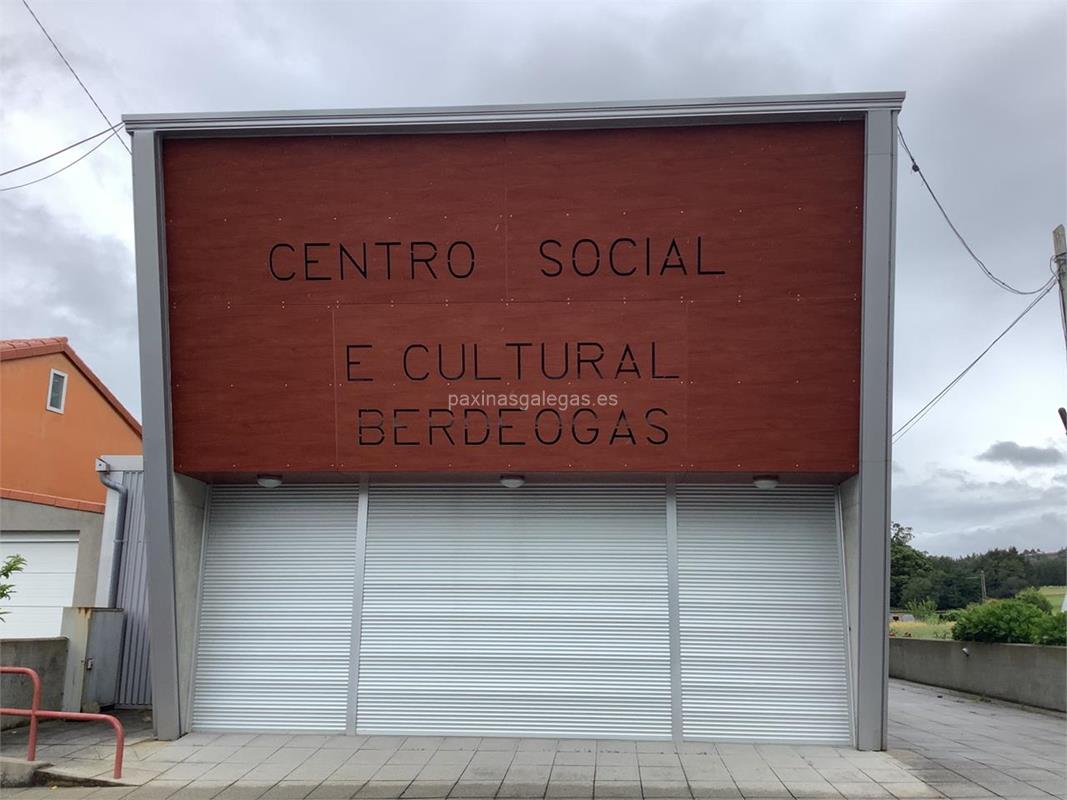 CENTRO SOCIAL
E CULTURAL
paxinasgalegas.es
BERDEOGAS